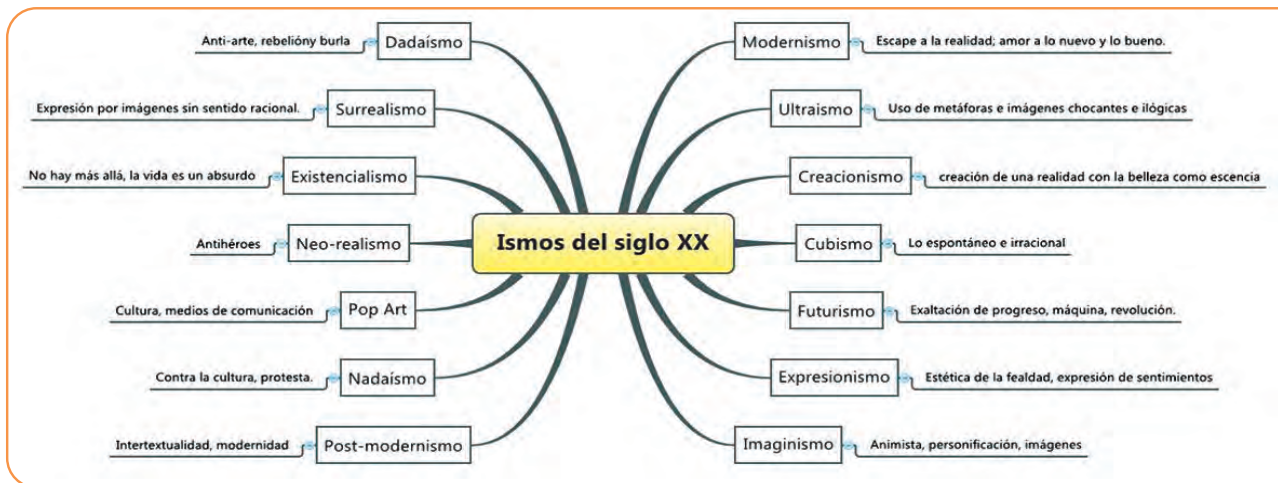 Ismos del siglo XX
Dadaísmo
Anti-arte, rebelióny burla
Surrealismo
Expresión por imágenes sin sentido racional.
Existencialismo
No hay más allá, la vida es un absurdo
Neo-realismo
Antihéroes
Pop Art
Cultura, medios de comunicación
Nadaísmo
Contra la cultura, protesta.
Post-modernismo
Intertextualidad, modernidad
Modernismo
Escape a la realidad; amor a lo nuevo y lo bueno.
Ultraismo
Uso de metáforas e imágenes chocantes e ilógicas
Creacionismo
creación de una realidad con la belleza como escencia
Cubismo
Lo espontáneo e irracional
Futurismo
Exaltación de progreso, máquina, revolución.
Expresionismo
Estética de la fealdad, expresión de sentimientos
Imaginismo
Animista, personificación, imágenes